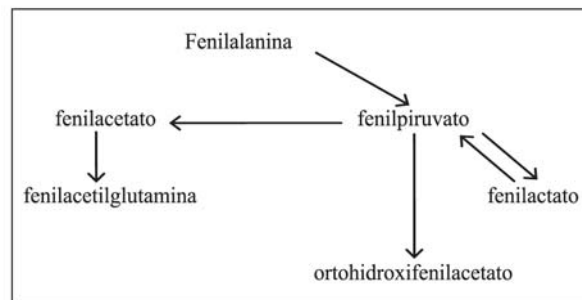 Fenilalanina
fenilacetato
fenilpiruvato
fenilacetilglutamina
fenilactato
ortohidroxifenilacetato